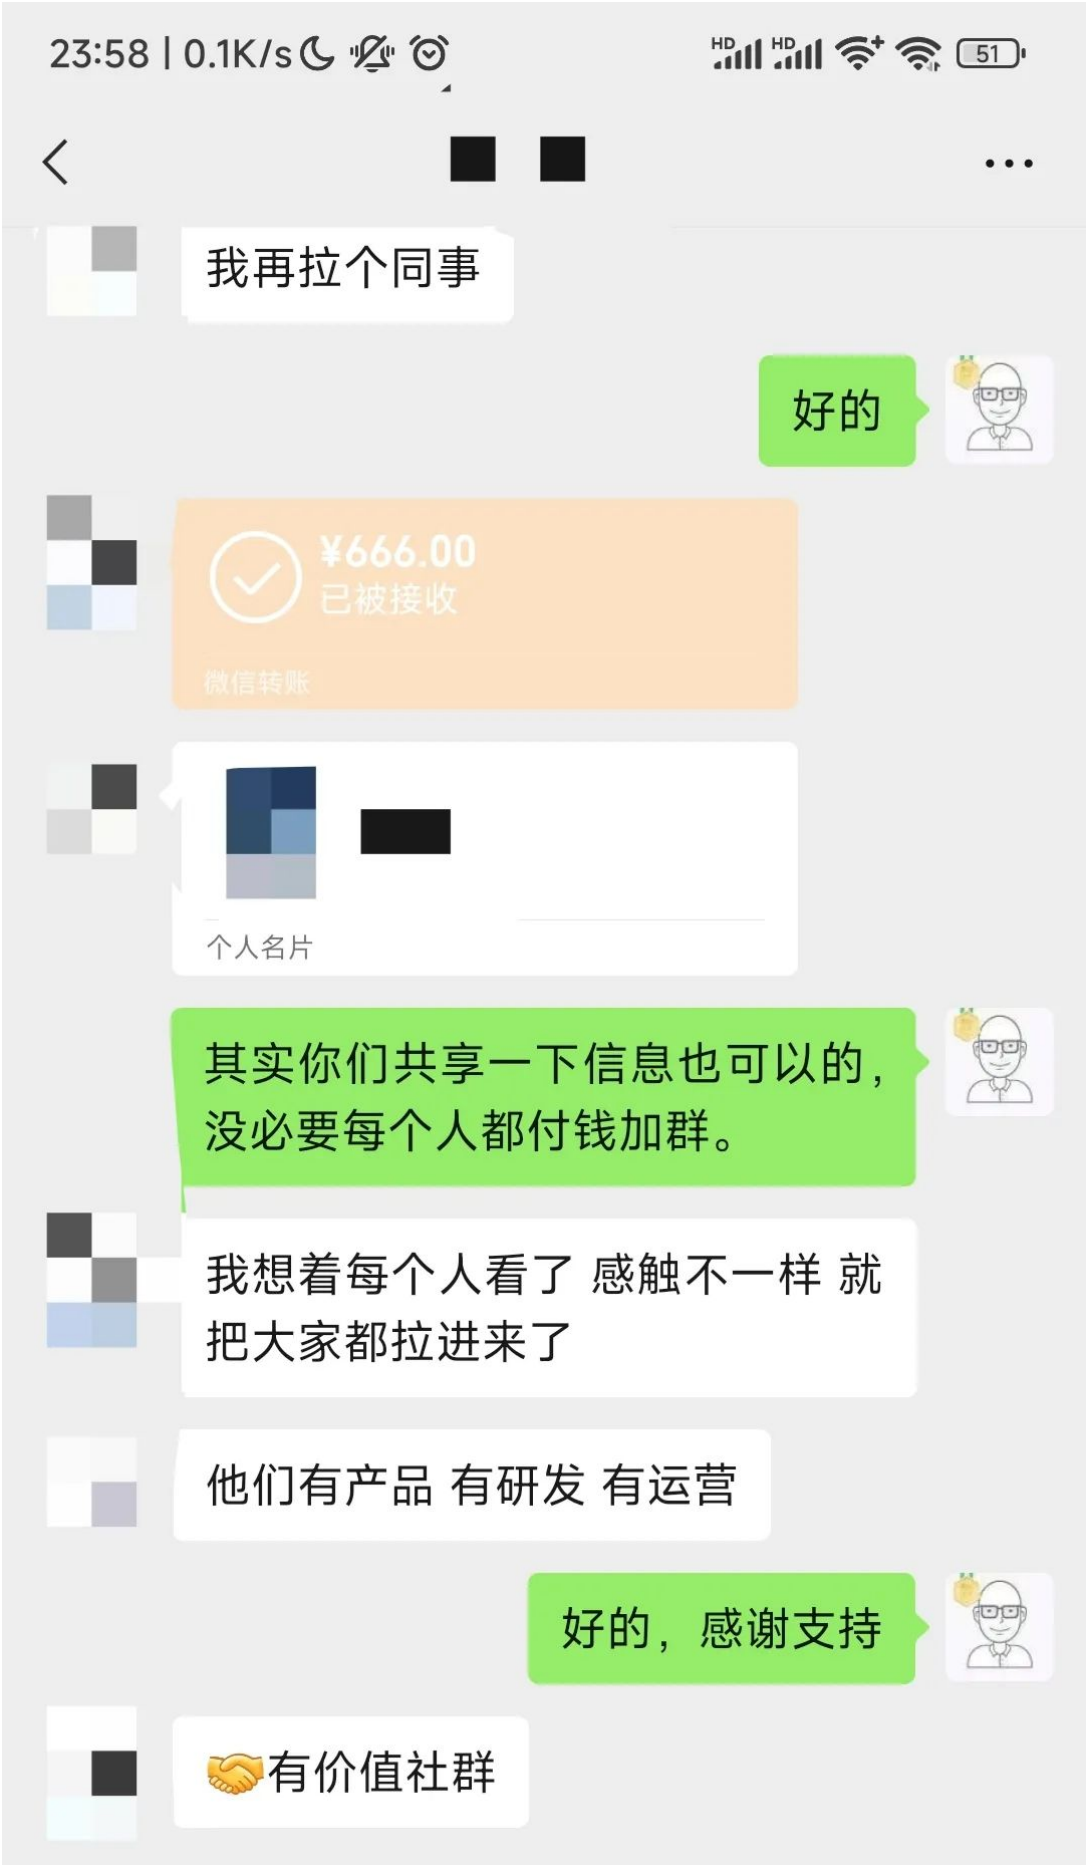 23:58 | 0.1K/s HD HD 51
我再拉个同事
好的
¥666.00
已被接收
微信转账
个人名片
其实你们共享一下信息也可以的，
没必要每个人都付钱加群。
我想着每个人看了 感触不一样 就
把大家都拉进来了
他们有产品 有研发 有运营
好的，感谢支持
🤝有价值社群